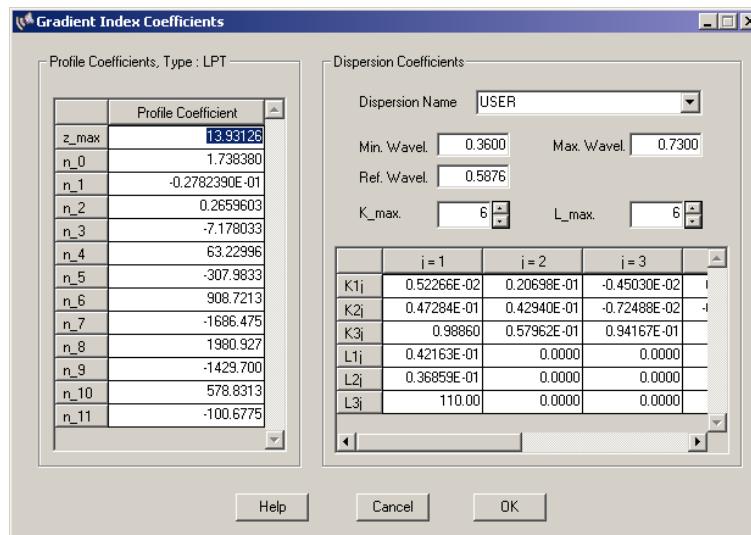 Gradient Index Coefficients
Profile Coefficients, Type : LPT
Profile Coefficient
z_max 13.93126
n_0 1.738380
n_1 -0.2782390E-01
n_2 0.2659603
n_3 -7.178033
n_4 63.22996
n_5 -307.9833
n_6 908.7213
n_7 -1686.475
n_8 1980.927
n_9 -1429.700
n_10 578.8313
n_11 -100.6775
Dispersion Coefficients
Dispersion Name USER
Min. Wavel. 0.3600 Max. Wavel. 0.7300
Ref. Wavel. 0.5876
K_max. 6 L_max. 6
j = 1 j = 2 j = 3
K1j 0.52266E-02 0.20698E-01 -0.45030E-02
K2j 0.47284E-01 0.42940E-01 -0.72488E-02
K3j 0.98860 0.57962E-01 0.94167E-01
L1j 0.42163E-01 0.0000 0.0000
L2j 0.36859E-01 0.0000 0.0000
L3j 110.00 0.0000 0.0000
Help Cancel OK